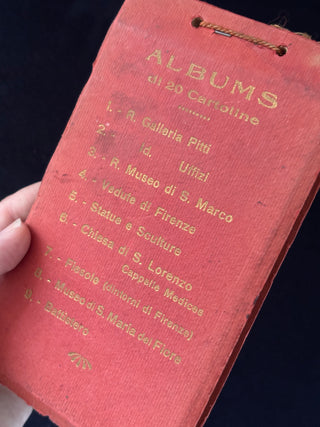 ALBUMS
di 20 Cartoline
1. - R. Galleria Pitti
2. - id. Uffizi
3. - R. Museo di S. Marco
4. - Vedute di Firenze
5. - Statue e Sculture
6. - Chiesa di S. Lorenzo
Cappelle Medicee
7. - Fiesole (dintorni di Firenze)
8. - Museo di S. Maria del Fiore
9. - Battistero